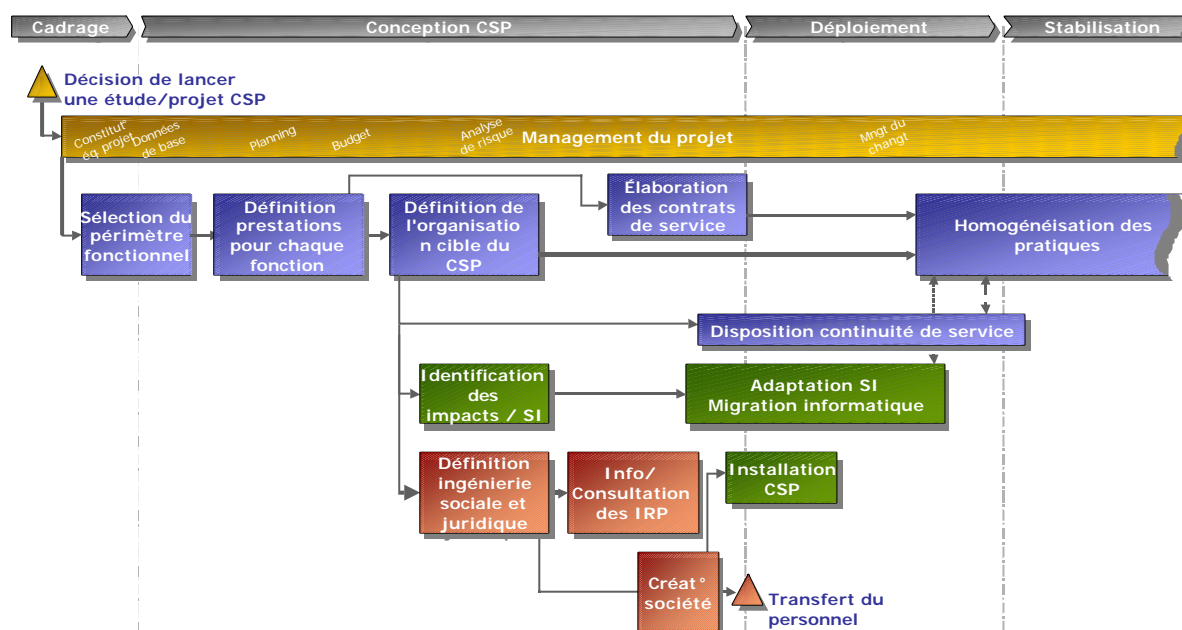 Cadrage
Conception CSP
Déploiement
Stabilisation
Décision de lancer
une étude/projet CSP
Constitut°
éq. projet
Données
de base
Planning
Budget
Analyse
de risque
Management du projet
Mngt du
changt
Sélection du
périmètre
fonctionnel
Définition
prestations
pour chaque
fonction
Définition de
l'organisatio
n cible du
CSP
Élaboration
des contrats
de service
Homogénéisation des
pratiques
Disposition continuité de service
Identification
des
impacts / SI
Adaptation SI
Migration informatique
Définition
ingénierie
sociale et
juridique
Info/
Consultation
des IRP
Installation
CSP
Créat°
société
Transfert du
personnel